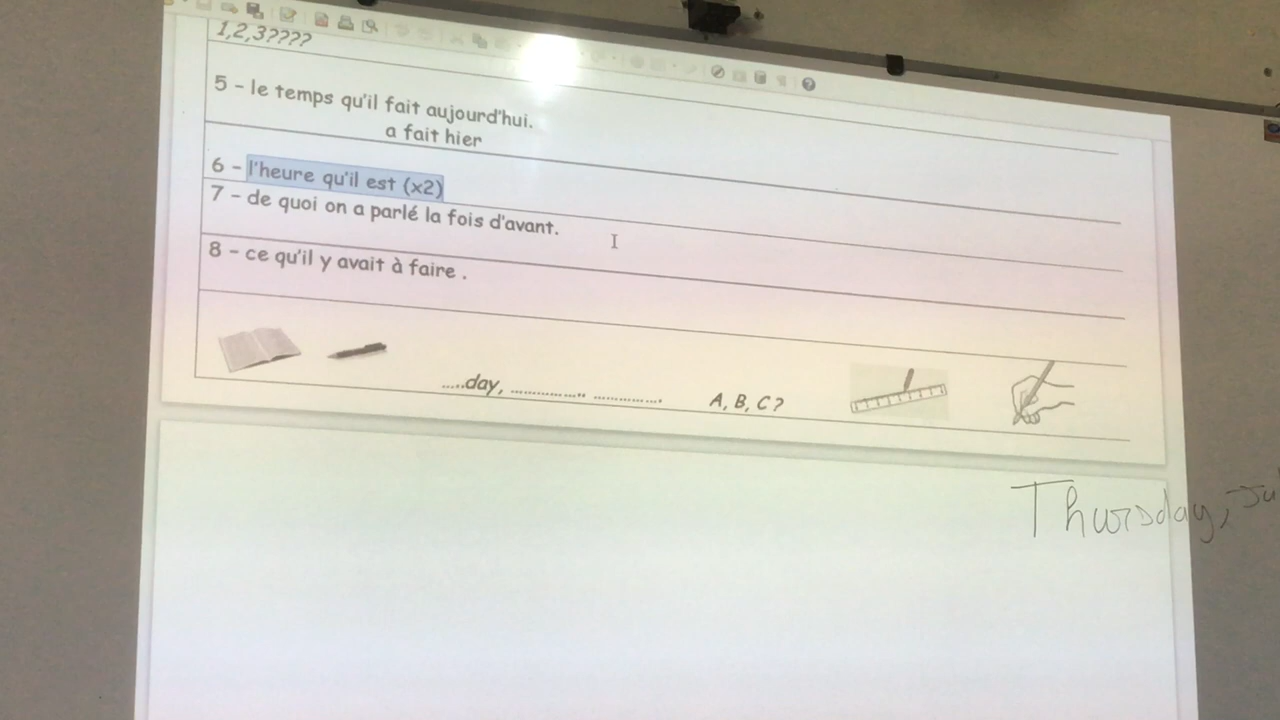 1,2,3????
5 - le temps qu'il fait aujourd'hui.
a fait hier
6 - l'heure qu'il est (x2)
7 - de quoi on a parlé la fois d'avant.
8 - ce qu'il y avait à faire .
.....day, ................ ..............
A, B, C ?
Thursday,